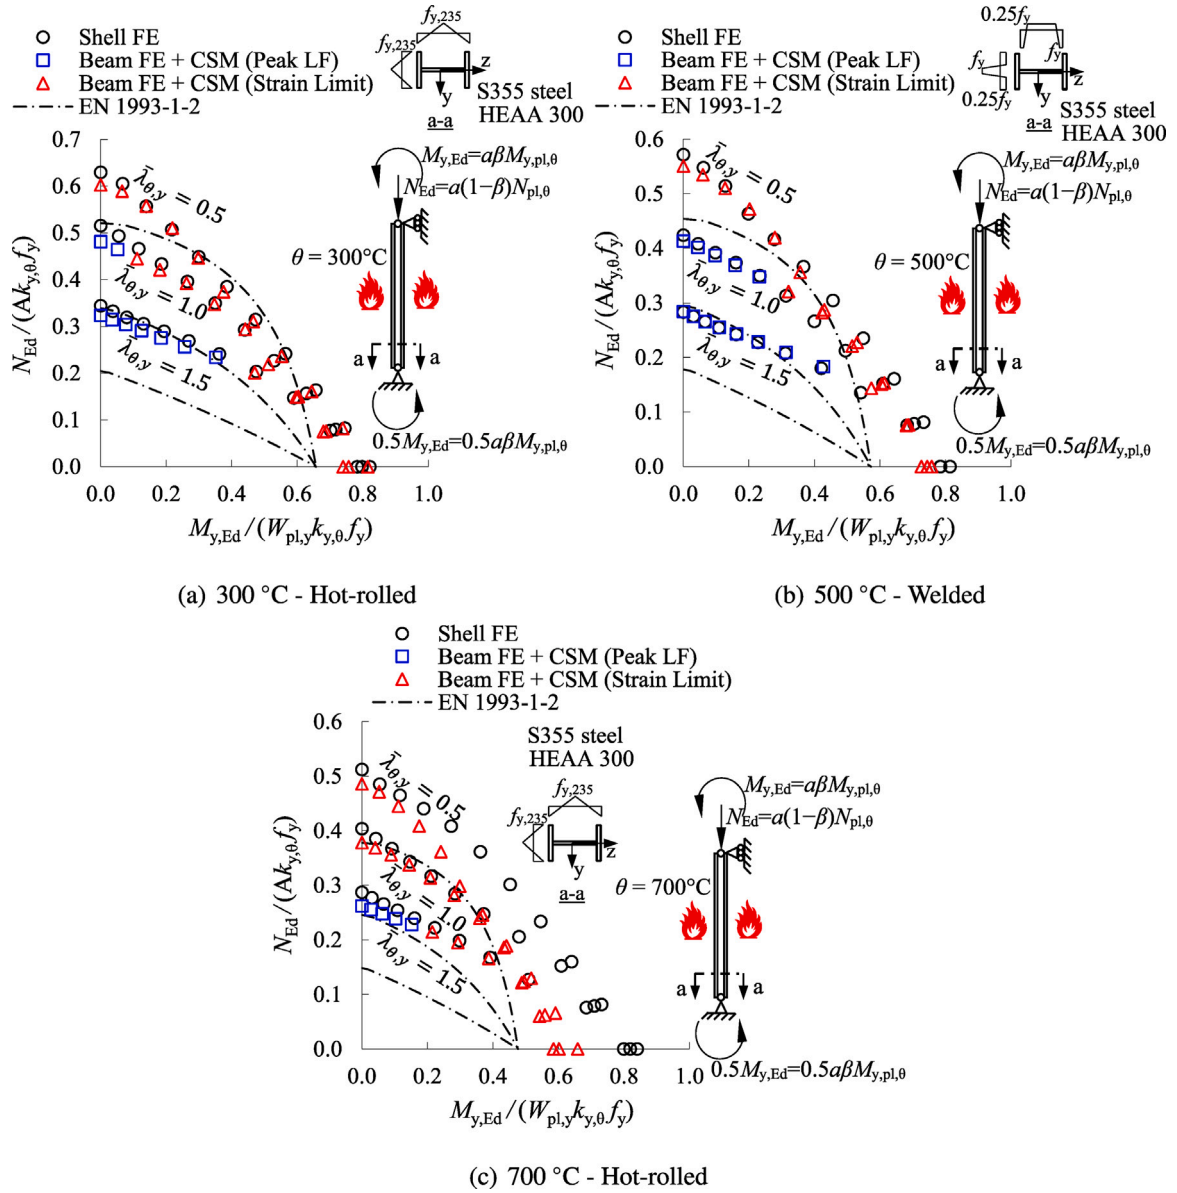 Shell FE
Beam FE + CSM (Peak LF)
Beam FE + CSM (Strain Limit)
EN 1993-1-2
f_y,235
f_y,235
z
y
a-a
S355 steel
HEAA 300
0.7
0.6
0.5
0.4
0.3
0.2
0.1
0.0
N_Ed / (Ak_y,θ f_y)
λ̄_θ,y = 0.5
λ̄_θ,y = 1.0
λ̄_θ,y = 1.5
M_y,Ed=aβM_y,pl,θ
N_Ed=a(1−β)N_pl,θ
θ = 300°C
a a
0.5M_y,Ed=0.5aβM_y,pl,θ
0.0 0.2 0.4 0.6 0.8 1.0
M_y,Ed / (W_pl,y k_y,θ f_y)
(a) 300 °C - Hot-rolled
Shell FE
Beam FE + CSM (Peak LF)
Beam FE + CSM (Strain Limit)
EN 1993-1-2
0.25f_y
f_y
f_y
0.25f_y
z
y
a-a
S355 steel
HEAA 300
0.6
0.5
0.4
0.3
0.2
0.1
0.0
N_Ed / (Ak_y,θ f_y)
λ̄_θ,y = 0.5
λ̄_θ,y = 1.0
λ̄_θ,y = 1.5
M_y,Ed=aβM_y,pl,θ
N_Ed=a(1−β)N_pl,θ
θ = 500°C
a a
0.5M_y,Ed=0.5aβM_y,pl,θ
0.0 0.2 0.4 0.6 0.8 1.0
M_y,Ed / (W_pl,y k_y,θ f_y)
(b) 500 °C - Welded
Shell FE
Beam FE + CSM (Peak LF)
Beam FE + CSM (Strain Limit)
EN 1993-1-2
S355 steel
HEAA 300
f_y,235
f_y,235
z
y
a-a
0.6
0.5
0.4
0.3
0.2
0.1
0.0
N_Ed / (Ak_y,θ f_y)
λ̄_θ,y = 0.5
λ̄_θ,y = 1.0
λ̄_θ,y = 1.5
M_y,Ed=aβM_y,pl,θ
N_Ed=a(1−β)N_pl,θ
θ = 700°C
a a
0.5M_y,Ed=0.5aβM_y,pl,θ
0.0 0.2 0.4 0.6 0.8 1.0
M_y,Ed / (W_pl,y k_y,θ f_y)
(c) 700 °C - Hot-rolled